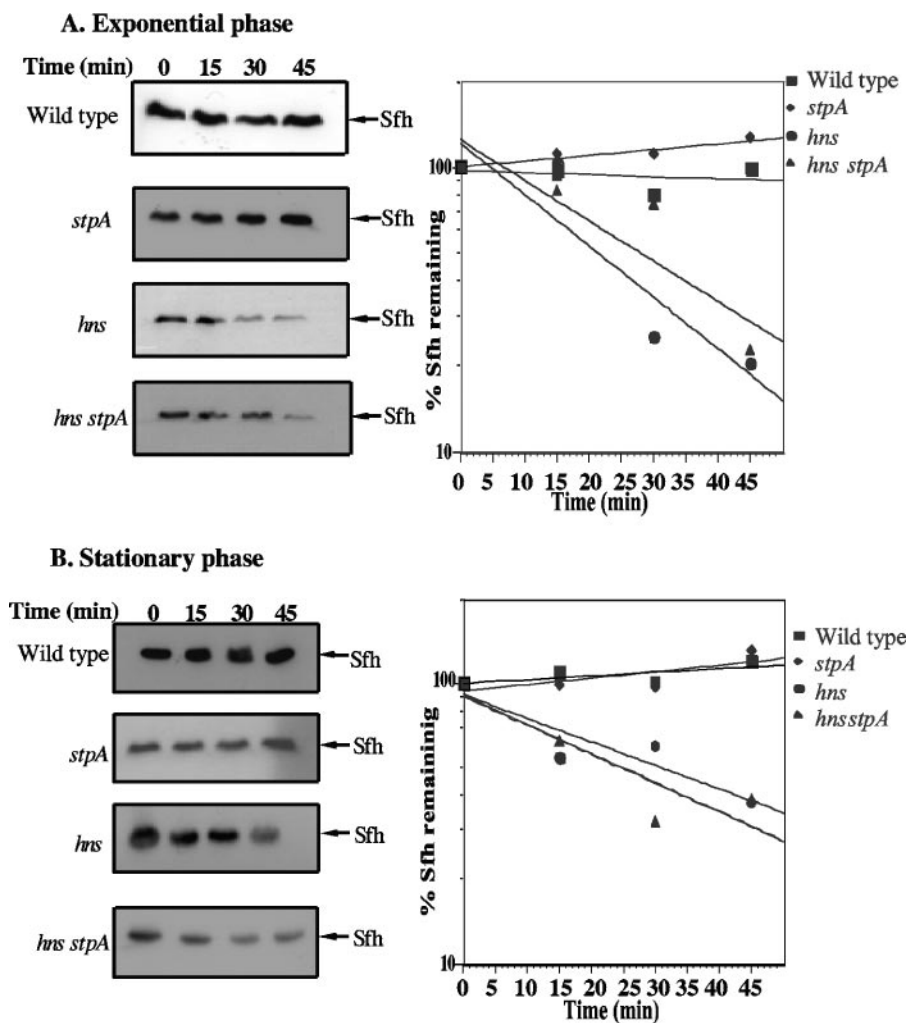 A. Exponential phase
Time (min) 0 15 30 45
Wild type Sfh
stpA Sfh
hns Sfh
hns stpA Sfh
% Sfh remaining
100
10
0 5 10 15 20 25 30 35 40 45
Time (min)
Wild type
stpA
hns
hns stpA
B. Stationary phase
Time (min) 0 15 30 45
Wild type Sfh
stpA Sfh
hns Sfh
hns stpA Sfh
% Sfh remaininig
100
10
0 5 10 15 20 25 30 35 40 45
Time (min)
Wild type
stpA
hns
hnsstpA